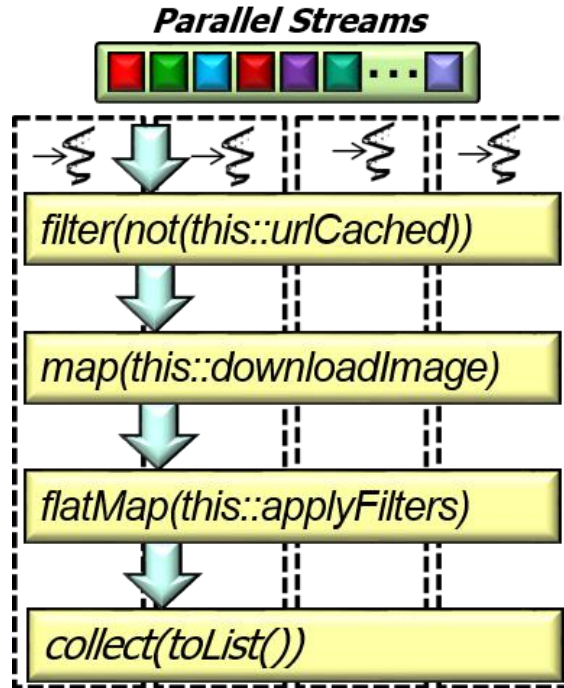 Parallel Streams
filter(not(this::urlCached))
map(this::downloadImage)
flatMap(this::applyFilters)
collect(toList())